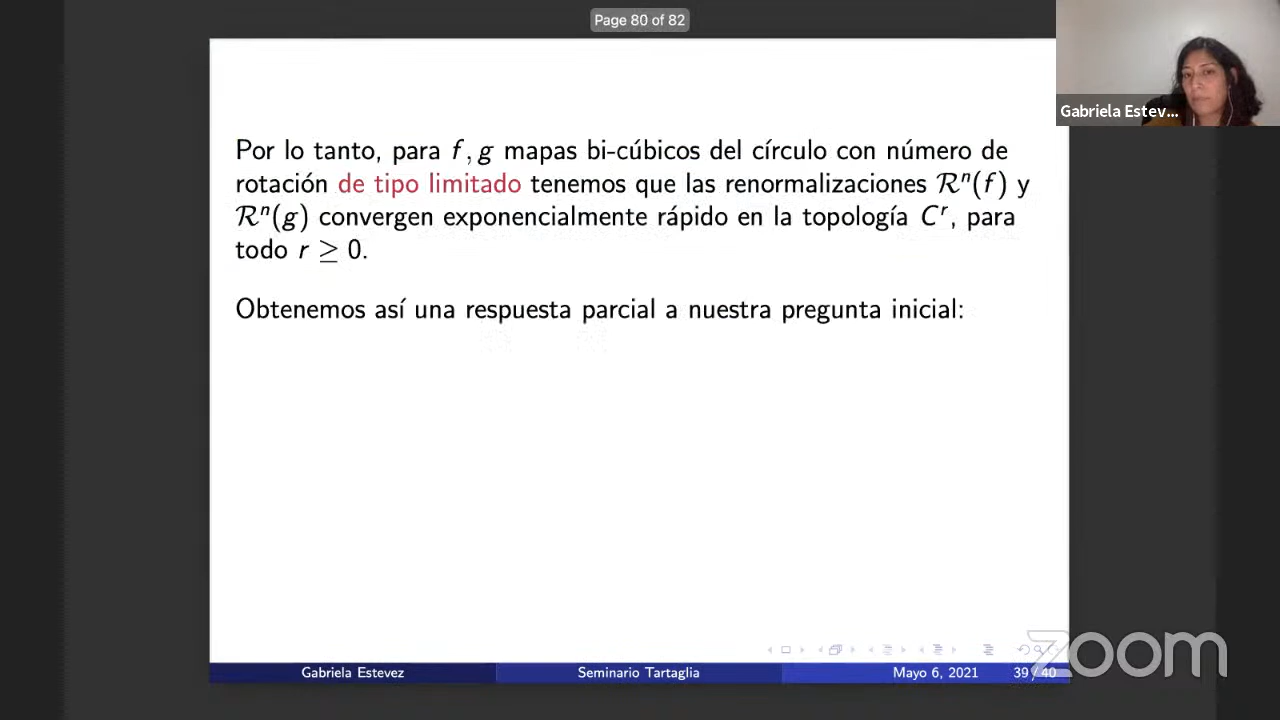 Page 80 of 82
Gabriela Estev...
Por lo tanto, para f, g mapas bi-cúbicos del círculo con número de
rotación de tipo limitado tenemos que las renormalizaciones ℛⁿ(f) y
ℛⁿ(g) convergen exponencialmente rápido en la topología Cʳ, para
todo r ≥ 0.
Obtenemos así una respuesta parcial a nuestra pregunta inicial:
zoom
Gabriela Estevez Seminario Tartaglia Mayo 6, 2021 39 / 40